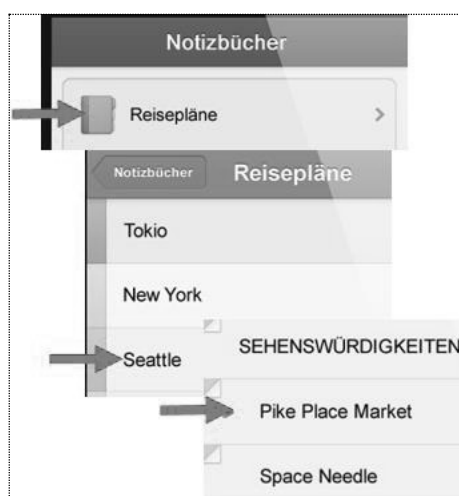 Notizbücher
Reisepläne
Notizbücher Reisepläne
Tokio
New York
Seattle
SEHENSWÜRDIGKEITEN
Pike Place Market
Space Needle